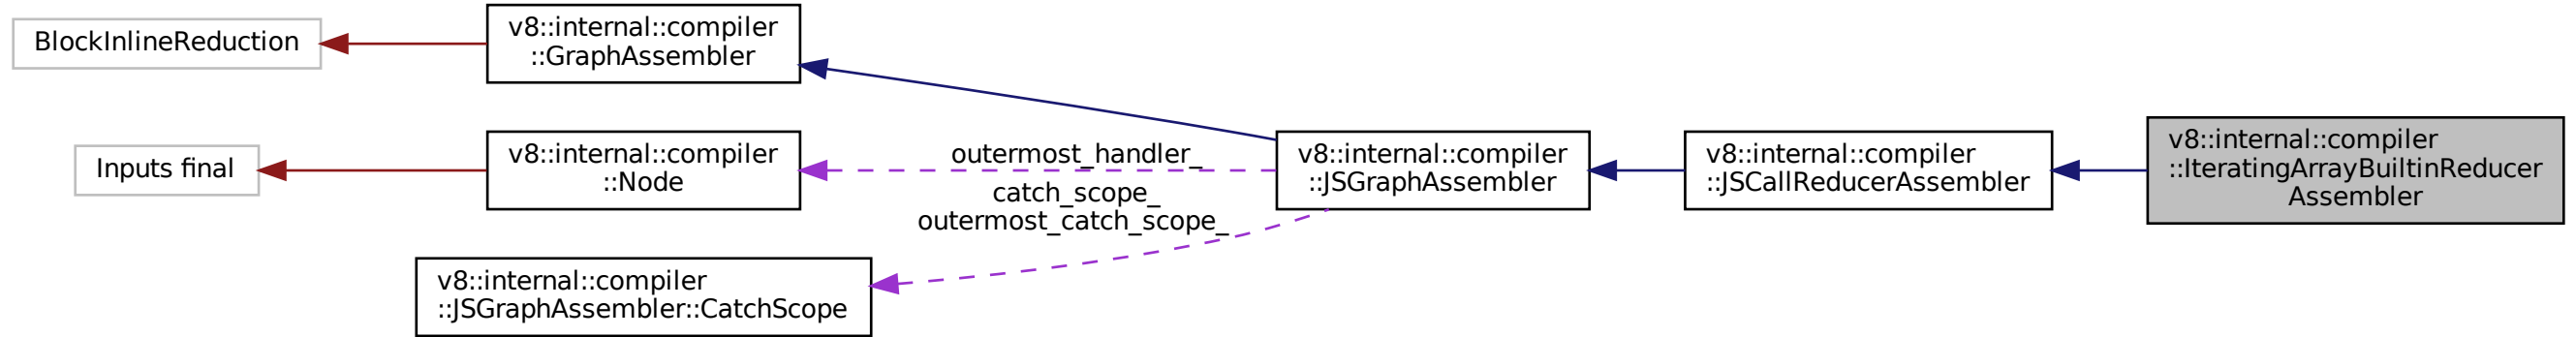 BlockInlineReduction
v8::internal::compiler
::GraphAssembler
Inputs final
v8::internal::compiler
::Node
outermost_handler_
catch_scope_
outermost_catch_scope_
v8::internal::compiler
::JSGraphAssembler
v8::internal::compiler
::JSCallReducerAssembler
v8::internal::compiler
::IteratingArrayBuiltinReducer
Assembler
v8::internal::compiler
::JSGraphAssembler::CatchScope